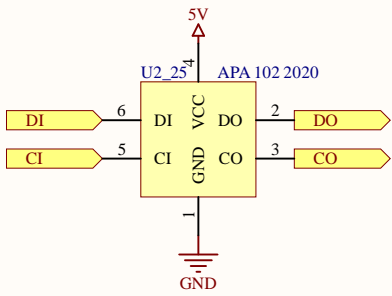 5V
U2_25 APA 102 2020
4
DI 6 DI VCC DO 2 DO
CI 5 CI GND CO 3 CO
1
GND